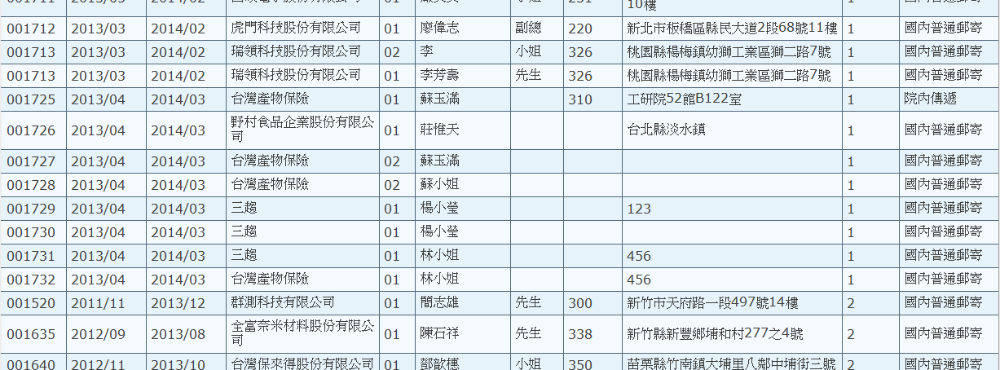 10樓
001712 2013/03 2014/02 虎門科技股份有限公司 01 廖偉志 副總 220 新北市板橋區縣民大道2段68號11樓 1 國內普通郵寄
001713 2013/03 2014/02 瑞領科技股份有限公司 02 李 小姐 326 桃園縣楊梅鎮幼獅工業區獅二路7號 1 國內普通郵寄
001713 2013/03 2014/02 瑞領科技股份有限公司 01 李芳壽 先生 326 桃園縣楊梅鎮幼獅工業區獅二路7號 1 國內普通郵寄
001725 2013/04 2014/03 台灣產物保險 01 蘇玉滿 310 工研院52館B122室 1 院內傳遞
野村食品企業股份有限公
001726 2013/04 2014/03 司 01 莊惟天 台北縣淡水鎮 1 國內普通郵寄
001727 2013/04 2014/03 台灣產物保險 02 蘇玉滿 1 國內普通郵寄
001728 2013/04 2014/03 台灣產物保險 02 蘇小姐 1 國內普通郵寄
001729 2013/04 2014/03 三趨 01 楊小瑩 123 1 國內普通郵寄
001730 2013/04 2014/03 三趨 01 楊小瑩 1 國內普通郵寄
001731 2013/04 2014/03 三趨 01 林小姐 456 1 國內普通郵寄
001732 2013/04 2014/03 台灣產物保險 01 林小姐 456 1 國內普通郵寄
001520 2011/11 2013/12 群測科技有限公司 01 簡志雄 先生 300 新竹市天府路一段497號14樓 2 國內普通郵寄
全富奈米材料股份有限公
001635 2012/09 2013/08 司 01 陳石祥 先生 338 新竹縣新豐鄉埔和村277之4號 2 國內普通郵寄
001640 2012/11 2013/10 台灣保來得股份有限公司 01 鄧歆橞 小姐 350 苗栗縣竹南鎮大埔里八鄰中埔街三號 2 國內普通郵寄